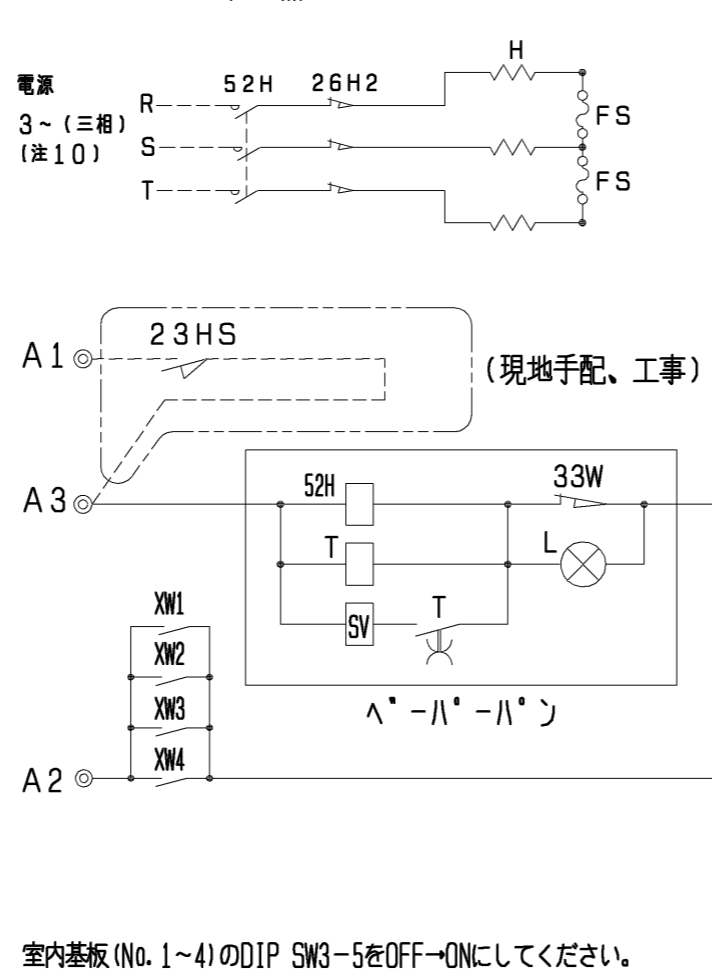 H
電源
52H 26H2
R
FS
3~(三相)
S
(注10)
FS
T
23HS
A1
(現地手配、工事)
A3
52H
33W
T
L
SV
T
ベーパーパン
XW1
XW2
XW3
XW4
A2
室内基板(No. 1~4)のDIP SW3-5をOFF→ONにしてください。